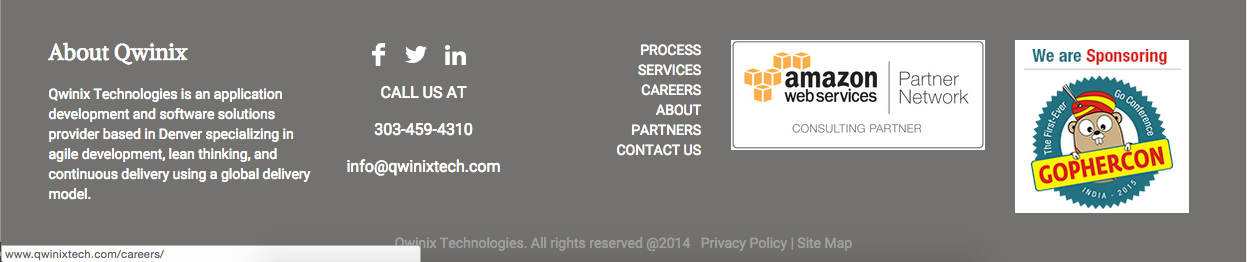 About Qwinix
Qwinix Technologies is an application
development and software solutions
provider based in Denver specializing in
agile development, lean thinking, and
continuous delivery using a global delivery
model.
f
in
CALL US AT
303-459-4310
info@qwinixtech.com
PROCESS
SERVICES
CAREERS
ABOUT
PARTNERS
CONTACT US
amazon
web services
Partner
Network
CONSULTING PARTNER
We are Sponsoring
The First-Ever
Go Conference
GOPHERCON
INDIA - 2015
Qwinix Technologies. All rights reserved @2014 Privacy Policy | Site Map
www.qwinixtech.com/careers/